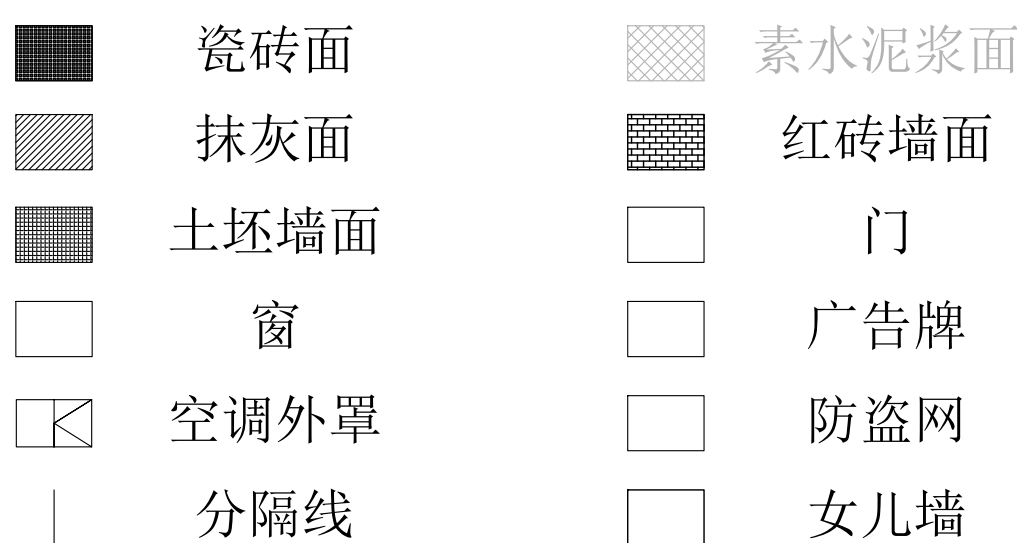 瓷砖面 素水泥浆面
抹灰面 红砖墙面
土坯墙面 门
窗 广告牌
空调外罩 防盗网
分隔线 女儿墙